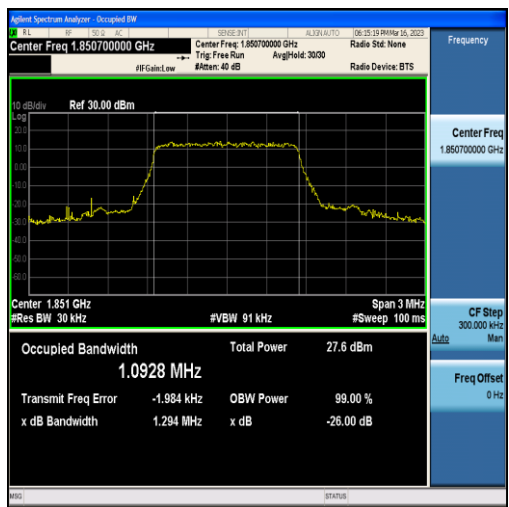 Agilent Spectrum Analyzer - Occupied BW
RL RF 50 Ω AC SENSE:INT ALIGN AUTO 06:15:19 PM Mar 16, 2023
Center Freq 1.850700000 GHz
Center Freq: 1.850700000 GHz Radio Std: None
Trig: Free Run Avg|Hold: 30/30
#IFGain:Low #Atten: 40 dB Radio Device: BTS
Frequency
10 dB/div Ref 30.00 dBm
Log
20.0
10.0
0.00
-10.0
-20.0
-30.0
-40.0
-50.0
-60.0
Center Freq
1.850700000 GHz
Center 1.851 GHz Span 3 MHz
#Res BW 30 kHz #VBW 91 kHz #Sweep 100 ms
CF Step
300.000 kHz
Auto Man
Occupied Bandwidth Total Power 27.6 dBm
1.0928 MHz
Transmit Freq Error -1.984 kHz OBW Power 99.00 %
x dB Bandwidth 1.294 MHz x dB -26.00 dB
Freq Offset
0 Hz
MSG STATUS